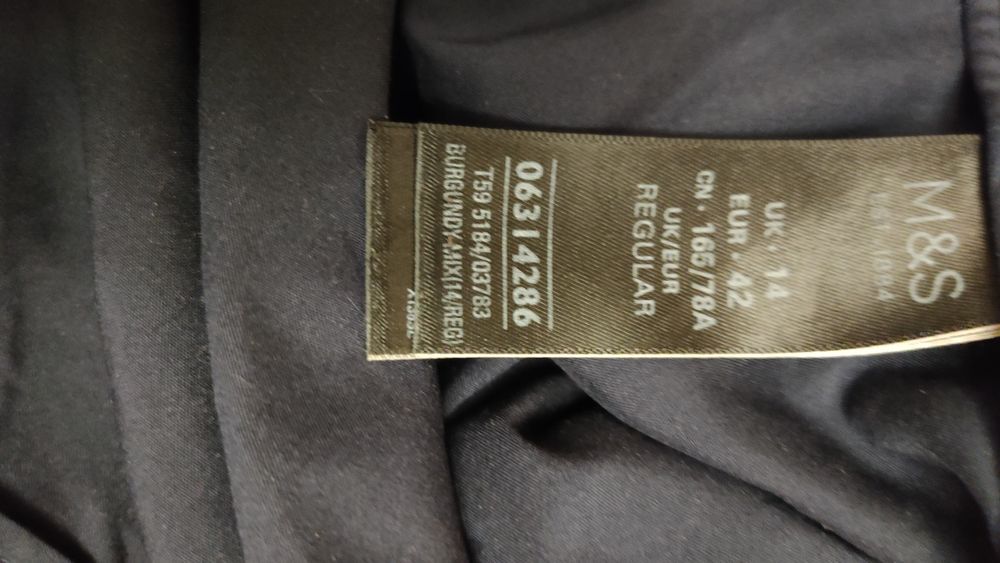 M&S
EST. 1884
UK . 14
EUR . 42
CN . 165/78A
UK/EUR
REGULAR
06314286
T59 5184/03783
BURGUNDY MIX(14/REG)